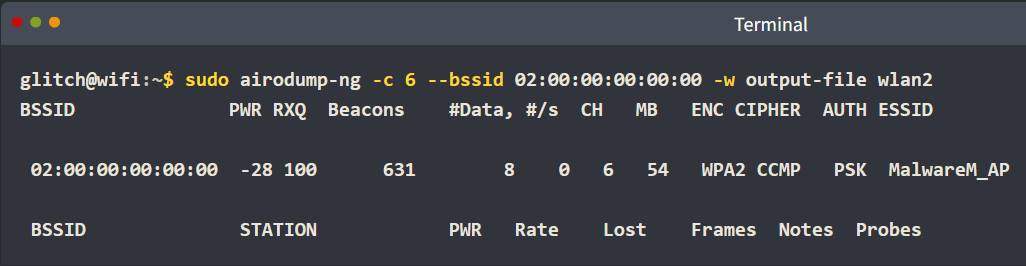 Terminal
glitch@wifi:~$ sudo airodump-ng -c 6 --bssid 02:00:00:00:00:00 -w output-file wlan2
BSSID PWR RXQ Beacons #Data, #/s CH MB ENC CIPHER AUTH ESSID
02:00:00:00:00:00 -28 100 631 8 0 6 54 WPA2 CCMP PSK MalwareM_AP
BSSID STATION PWR Rate Lost Frames Notes Probes